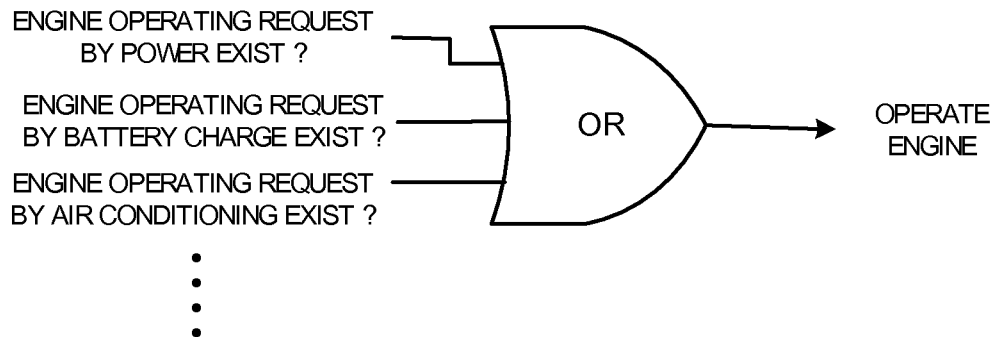 ENGINE OPERATING REQUEST
BY POWER EXIST ?
ENGINE OPERATING REQUEST
BY BATTERY CHARGE EXIST ?
ENGINE OPERATING REQUEST
BY AIR CONDITIONING EXIST ?
OR
OPERATE
ENGINE